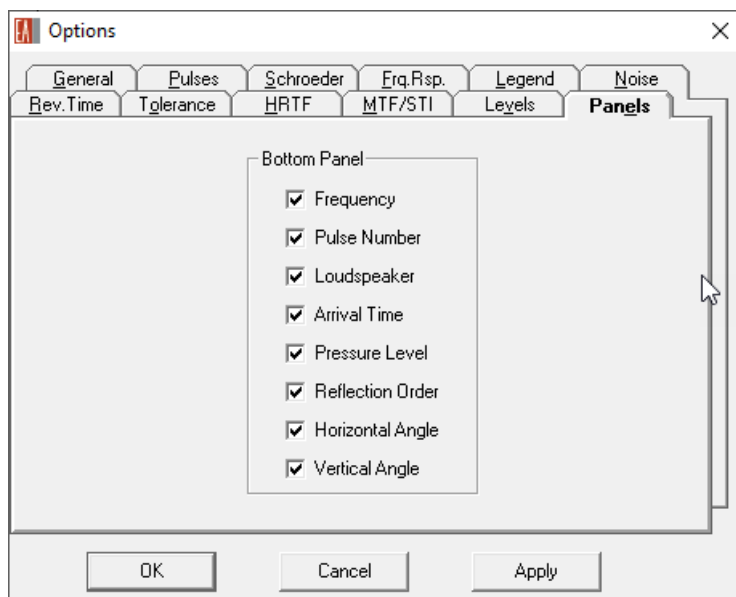 EA Options
General Pulses Schroeder Frq.Rsp. Legend Noise
Rev.Time Tolerance HRTF MTF/STI Levels Panels
Bottom Panel
Frequency
Pulse Number
Loudspeaker
Arrival Time
Pressure Level
Reflection Order
Horizontal Angle
Vertical Angle
OK Cancel Apply